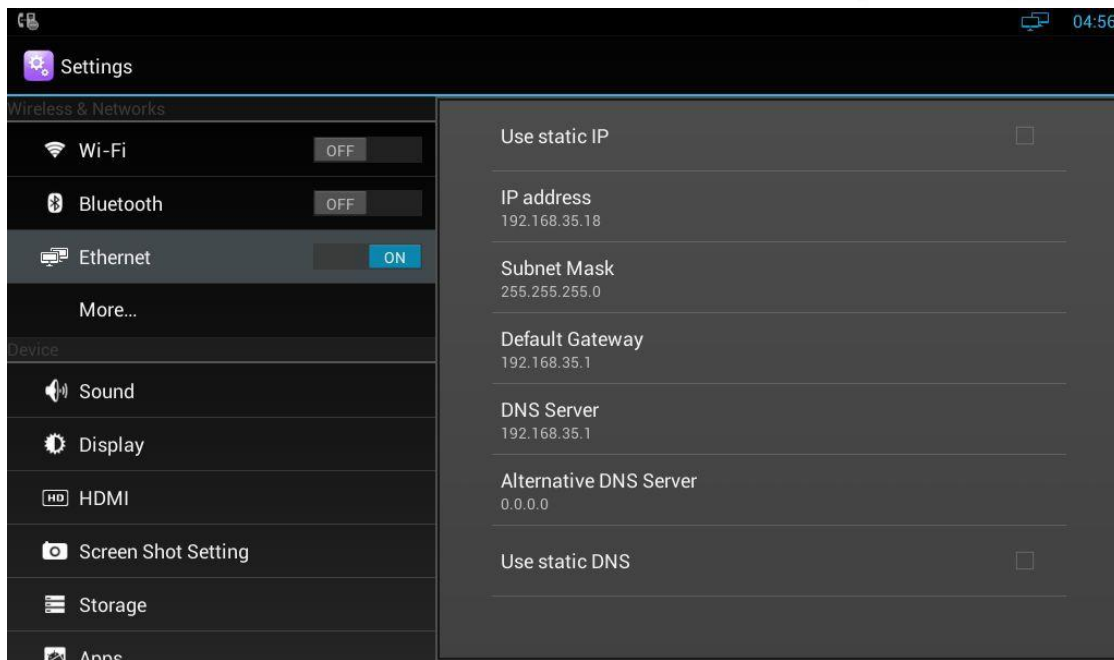 04:56
Settings
Wireless & Networks
Wi-Fi
OFF
Bluetooth
OFF
Ethernet
ON
More...
Device
Sound
Display
HD HDMI
Screen Shot Setting
Storage
Apps
Use static IP
IP address
192.168.35.18
Subnet Mask
255.255.255.0
Default Gateway
192.168.35.1
DNS Server
192.168.35.1
Alternative DNS Server
0.0.0.0
Use static DNS